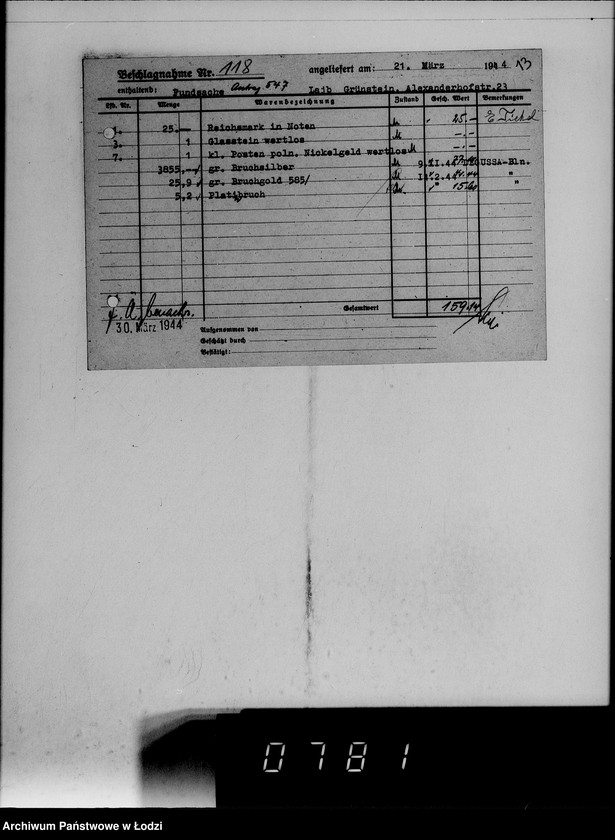 Beschlagnahme Nr. 118 angeliefert am: 21. März 1944
enthaltend: Fundsache Antrag 547 Laib Grünstein, Alexanderhofstr.23
Lfd. Nr. Menge Warenbezeichnung Zustand Gesch. Wert Bemerkungen
1. 25.— Reichsmark in Noten 25.—
3. 1 Glasstein wertlos —.—
7. 1 kl. Posten poln. Nickelgeld wertlos —.—
3855,— gr. Bruchsilber DEGUSSA-Bln.
25,9 gr. Bruchgold 585/ "
5,2 Platinbruch "
Gesamtwert 159
30. März 1944
Aufgenommen von
Geschätzt durch
Bestätigt:
0781
Archiwum Państwowe w Łodzi